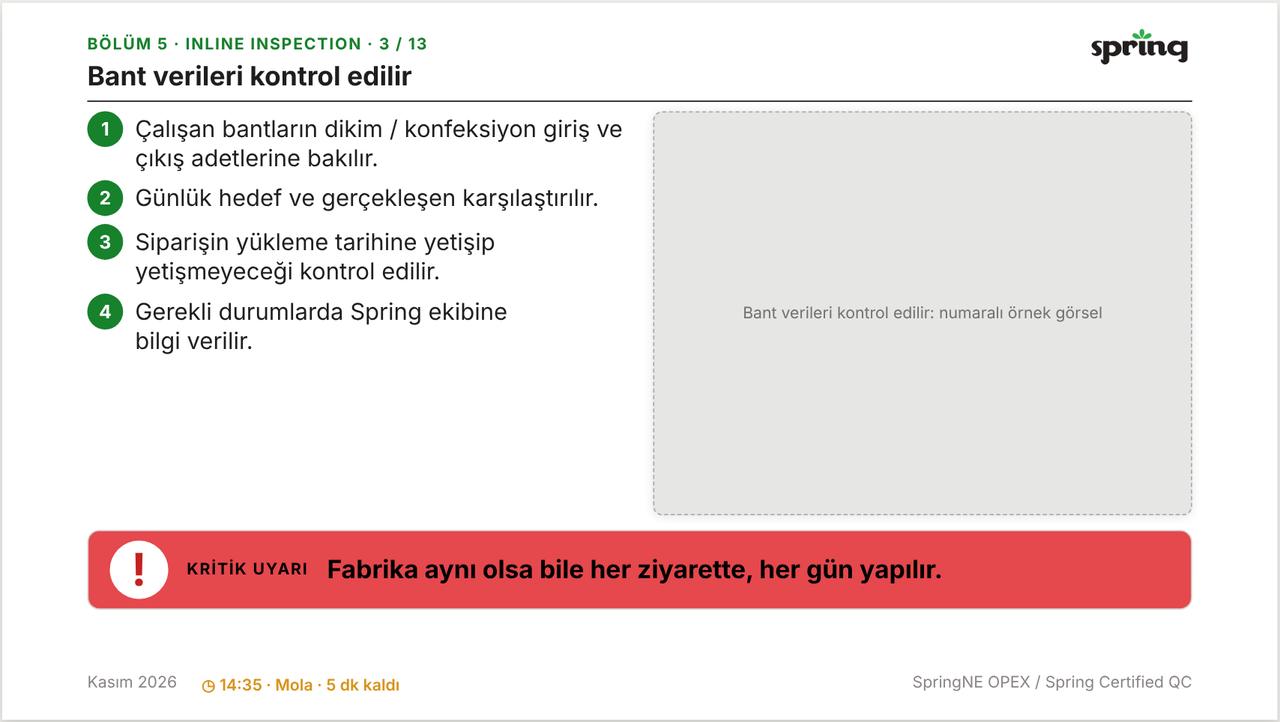 BÖLÜM 5 · INLINE INSPECTION · 3 / 13
spring
Bant verileri kontrol edilir
1 Çalışan bantların dikim / konfeksiyon giriş ve
çıkış adetlerine bakılır.
2 Günlük hedef ve gerçekleşen karşılaştırılır.
3 Siparişin yükleme tarihine yetişip
yetişmeyeceği kontrol edilir.
4 Gerekli durumlarda Spring ekibine
bilgi verilir.
Bant verileri kontrol edilir: numaralı örnek görsel
! KRİTİK UYARI Fabrika aynı olsa bile her ziyarette, her gün yapılır.
Kasım 2026 ◷ 14:35 · Mola · 5 dk kaldı
SpringNE OPEX / Spring Certified QC